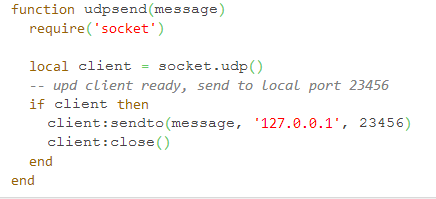 function udpsend(message)
  require('socket')

  local client = socket.udp()
  -- upd client ready, send to local port 23456
  if client then
    client:sendto(message, '127.0.0.1', 23456)
    client:close()
  end
end